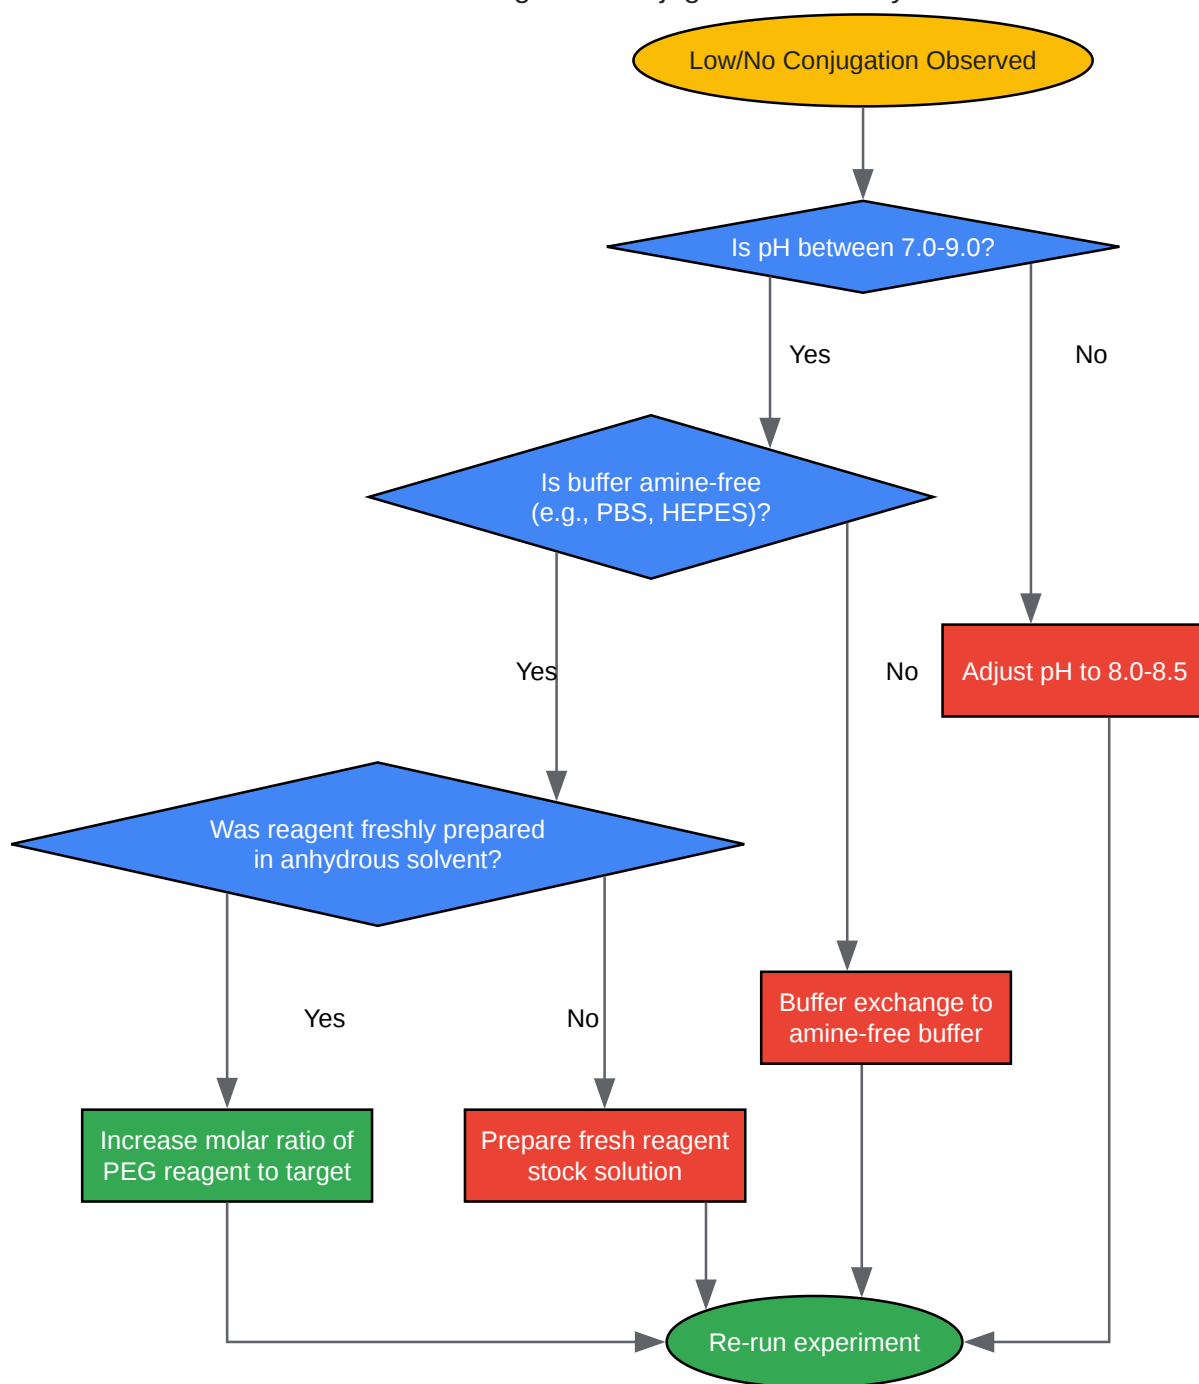 Low/No Conjugation Observed
Is pH between 7.0-9.0?
Yes
No
Is buffer amine-free
(e.g., PBS, HEPES)?
Yes
No
Adjust pH to 8.0-8.5
Was reagent freshly prepared
in anhydrous solvent?
Yes
No
Buffer exchange to
amine-free buffer
Increase molar ratio of
PEG reagent to target
Prepare fresh reagent
stock solution
Re-run experiment